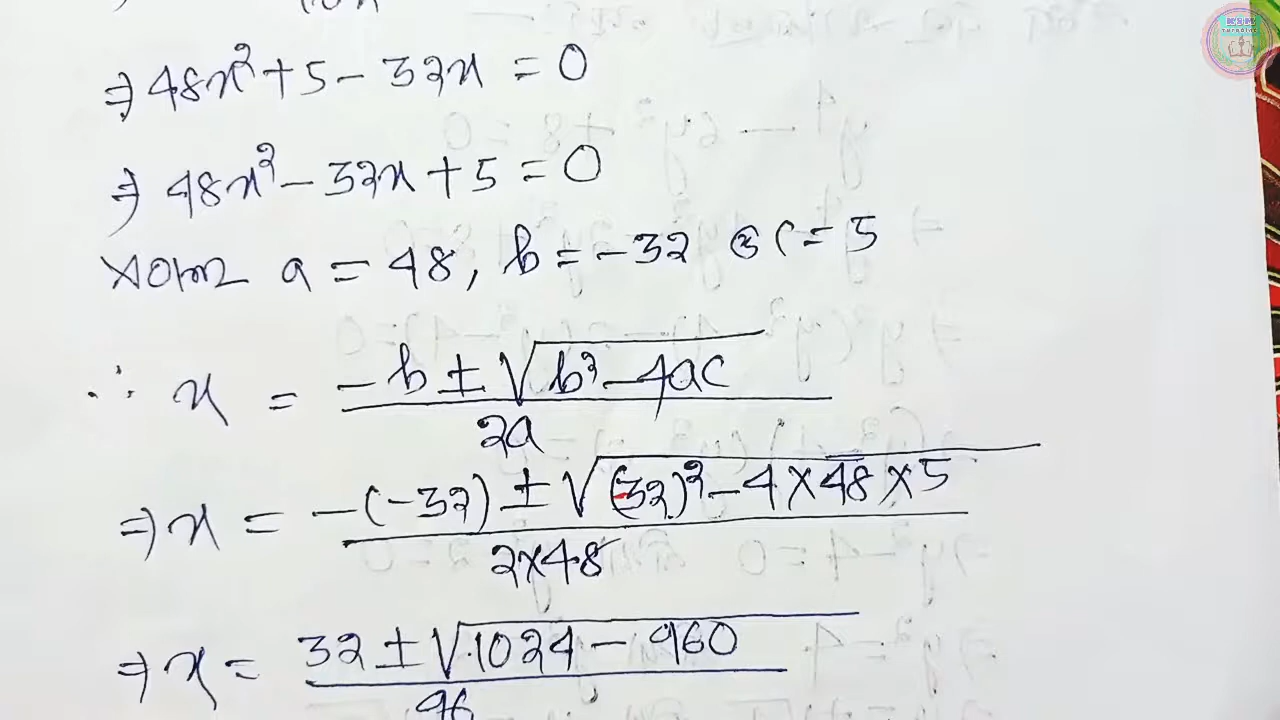 ⇒ 48x² + 5 - 32x = 0
⇒ 48x² - 32x + 5 = 0
a = 48, b = -32 ও c = 5
∴ x = (-b ± √(b² - 4ac)) / 2a
⇒ x = (-(-32) ± √((-32)² - 4×48×5)) / 2×48
⇒ x = (32 ± √(1024 - 960)) / 96